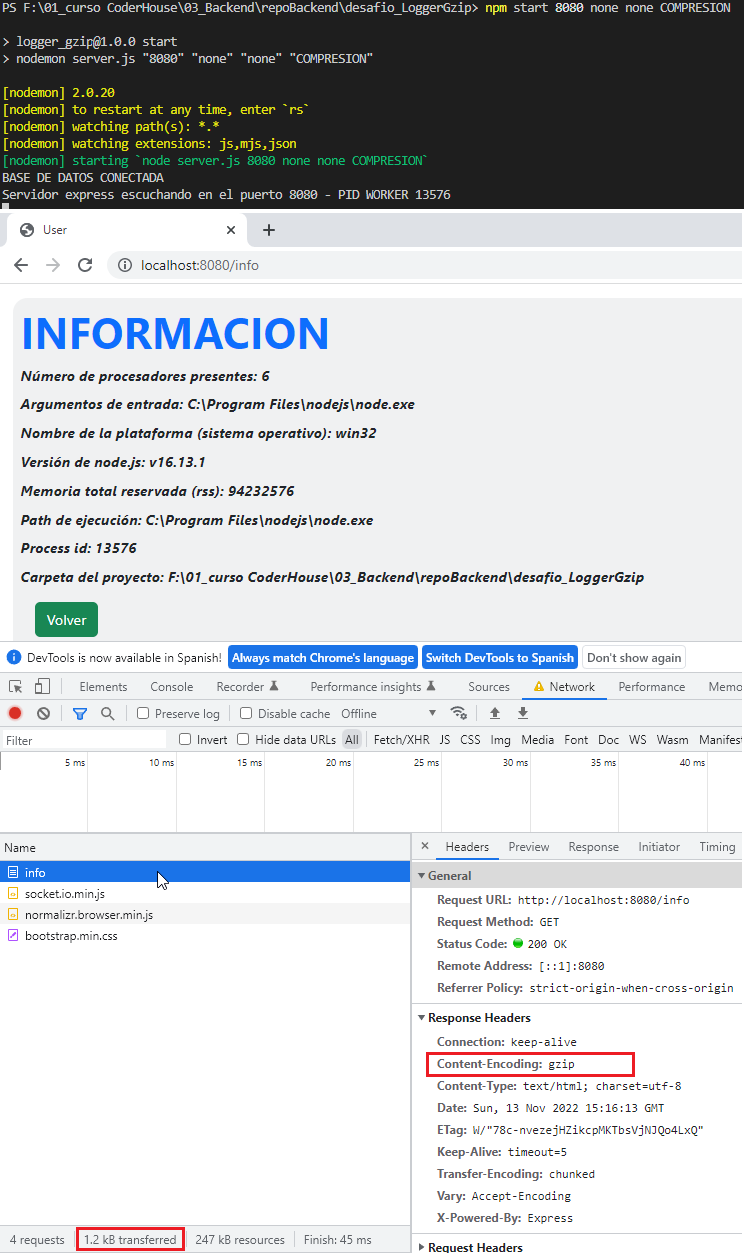 PS F:\01_curso CoderHouse\03_Backend\repoBackend\desafio_LoggerGzip> npm start 8080 none none COMPRESION
> logger_gzip@1.0.0 start
> nodemon server.js "8080" "none" "none" "COMPRESION"
[nodemon] 2.0.20
[nodemon] to restart at any time, enter `rs`
[nodemon] watching path(s): *.*
[nodemon] watching extensions: js,mjs,json
[nodemon] starting `node server.js 8080 none none COMPRESION`
BASE DE DATOS CONECTADA
Servidor express escuchando en el puerto 8080 - PID WORKER 13576
User
localhost:8080/info
INFORMACION
Número de procesadores presentes: 6
Argumentos de entrada: C:\Program Files\nodejs\node.exe
Nombre de la plataforma (sistema operativo): win32
Versión de node.js: v16.13.1
Memoria total reservada (rss): 94232576
Path de ejecución: C:\Program Files\nodejs\node.exe
Process id: 13576
Carpeta del proyecto: F:\01_curso CoderHouse\03_Backend\repoBackend\desafio_LoggerGzip
Volver
DevTools is now available in Spanish! Always match Chrome's language Switch DevTools to Spanish Don't show again
Elements Console Recorder Performance insights Sources Network Performance Memo
Preserve log Disable cache Offline
Filter Invert Hide data URLs All Fetch/XHR JS CSS Img Media Font Doc WS Wasm Manifest
5 ms 10 ms 15 ms 20 ms 25 ms 30 ms 35 ms 40 ms
Name
info
socket.io.min.js
normalizr.browser.min.js
bootstrap.min.css
4 requests 1.2 kB transferred 247 kB resources Finish: 45 ms
Headers Preview Response Initiator Timing
General
Request URL: http://localhost:8080/info
Request Method: GET
Status Code: 200 OK
Remote Address: [::1]:8080
Referrer Policy: strict-origin-when-cross-origin
Response Headers
Connection: keep-alive
Content-Encoding: gzip
Content-Type: text/html; charset=utf-8
Date: Sun, 13 Nov 2022 15:16:13 GMT
ETag: W/"78c-nvezejHZikcpMKTbsVjNJQo4LxQ"
Keep-Alive: timeout=5
Transfer-Encoding: chunked
Vary: Accept-Encoding
X-Powered-By: Express
Request Headers